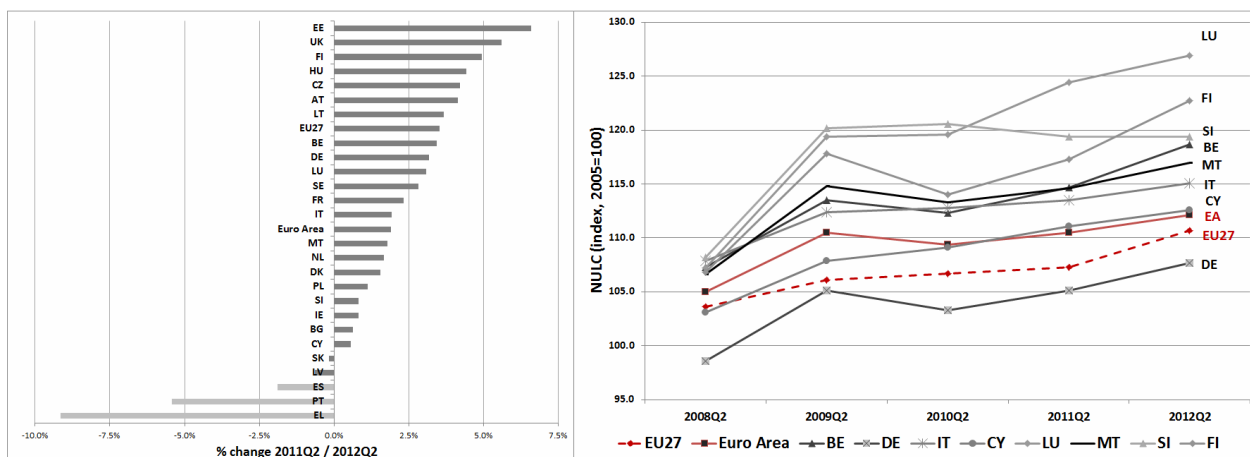 EE
UK
FI
HU
CZ
AT
LT
EU27
BE
DE
LU
SE
FR
IT
Euro Area
MT
NL
DK
PL
SI
IE
BG
CY
SK
LV
ES
PT
EL
-10.0% -7.5% -5.0% -2.5% 0.0% 2.5% 5.0% 7.5%
% change 2011Q2 / 2012Q2
NULC (index, 2005=100)
130.0
125.0
120.0
115.0
110.0
105.0
100.0
95.0
LU
FI
SI
BE
MT
IT
CY
EA
EU27
DE
2008Q2 2009Q2 2010Q2 2011Q2 2012Q2
EU27 Euro Area BE DE IT CY LU MT SI FI